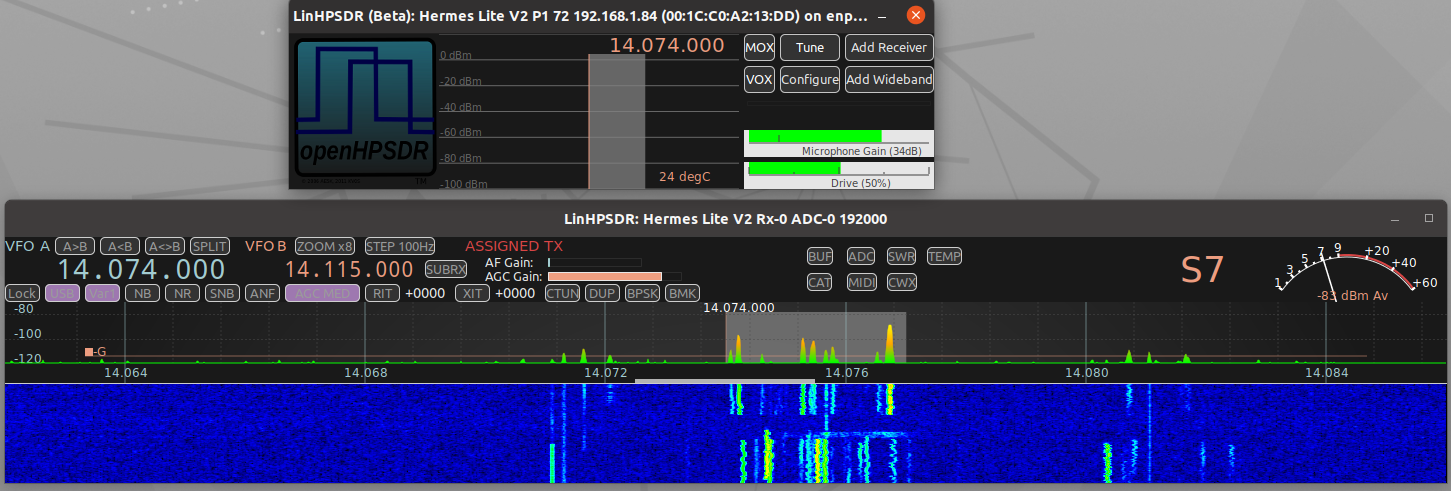 LinHPSDR (Beta): Hermes Lite V2 P1 72 192.168.1.84 (00:1C:C0:A2:13:DD) on enp...
openHPSDR
TM
14.074.000
0 dBm
-20 dBm
-40 dBm
-60 dBm
-80 dBm
-100 dBm
24 degC
MOX Tune Add Receiver
VOX Configure Add Wideband
Microphone Gain (34dB)
Drive (50%)
LinHPSDR: Hermes Lite V2 Rx-0 ADC-0 192000
VFO A A>B A<B A<>B SPLIT VFO B ZOOM x8 STEP 100Hz ASSIGNED TX
14.074.000 14.115.000 SUBRX
AF Gain:
AGC Gain:
Lock USB Var1 NB NR SNB ANF AGC MED RIT +0000 XIT +0000 CTUN DUP BPSK BMK
BUF ADC SWR TEMP
CAT MIDI CWX
S7
1 3 5 7 9 +20 +40 +60
-83 dBm Av
14.074.000
-80
-100
-G
-120
14.064 14.068 14.072 14.076 14.080 14.084